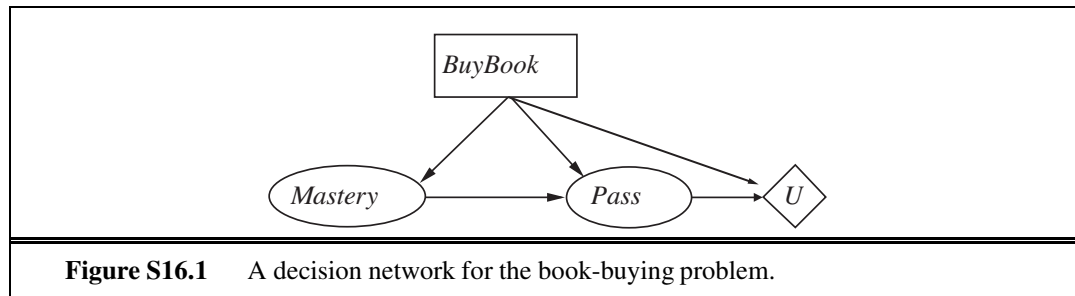 BuyBook
Mastery
Pass
U
Figure S16.1 A decision network for the book-buying problem.